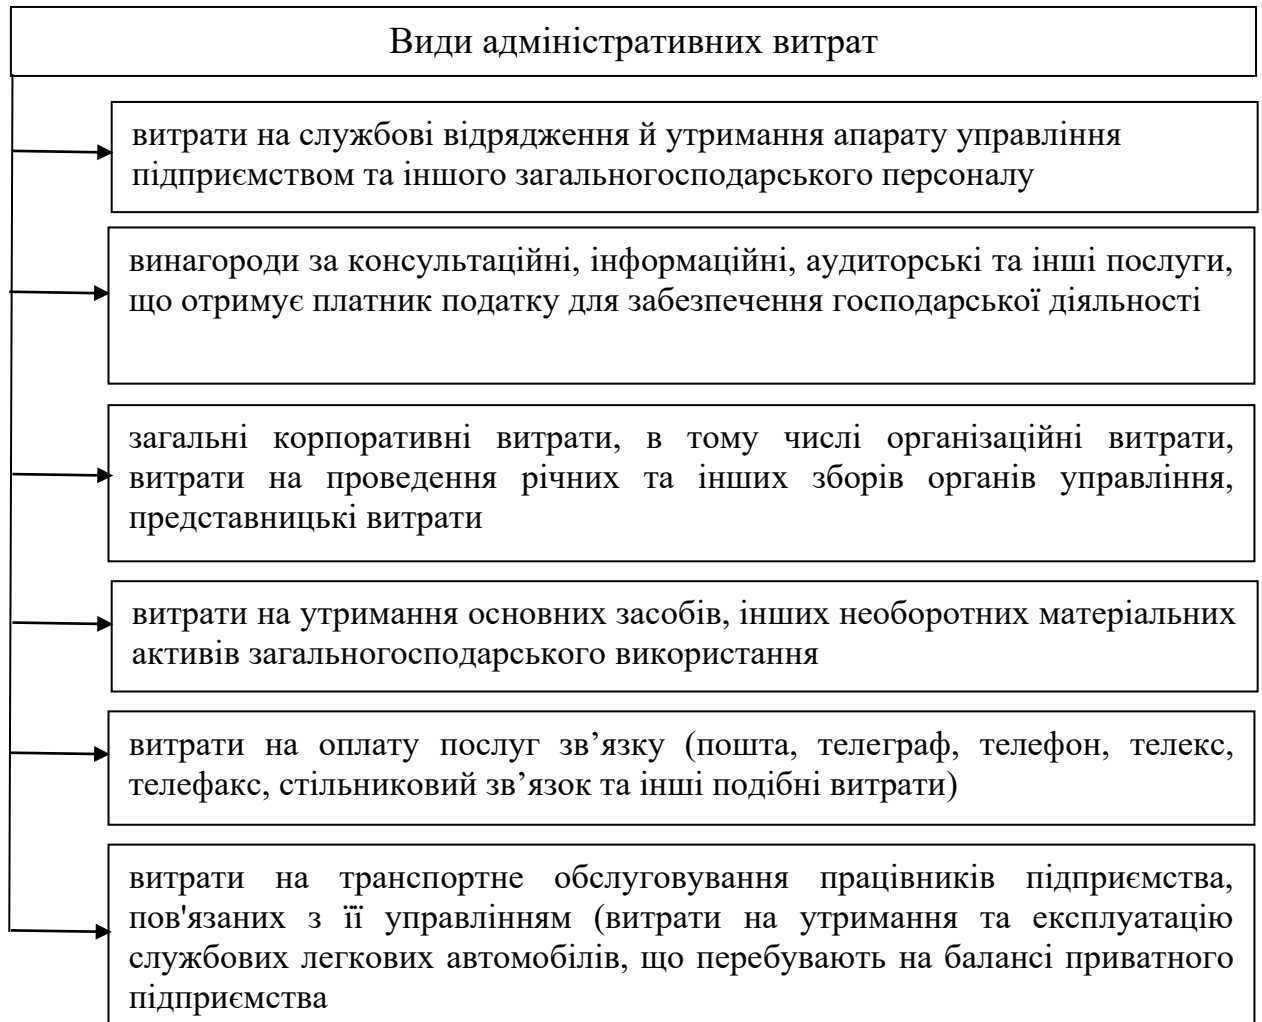 Види адміністративних витрат
витрати на службові відрядження й утримання апарату управління
підприємством та іншого загальногосподарського персоналу
винагороди за консультаційні, інформаційні, аудиторські та інші послуги,
що отримує платник податку для забезпечення господарської діяльності
загальні корпоративні витрати, в тому числі організаційні витрати,
витрати на проведення річних та інших зборів органів управління,
представницькі витрати
витрати на утримання основних засобів, інших необоротних матеріальних
активів загальногосподарського використання
витрати на оплату послуг зв’язку (пошта, телеграф, телефон, телекс,
телефакс, стільниковий зв’язок та інші подібні витрати)
витрати на транспортне обслуговування працівників підприємства,
пов'язаних з її управлінням (витрати на утримання та експлуатацію
службових легкових автомобілів, що перебувають на балансі приватного
підприємства